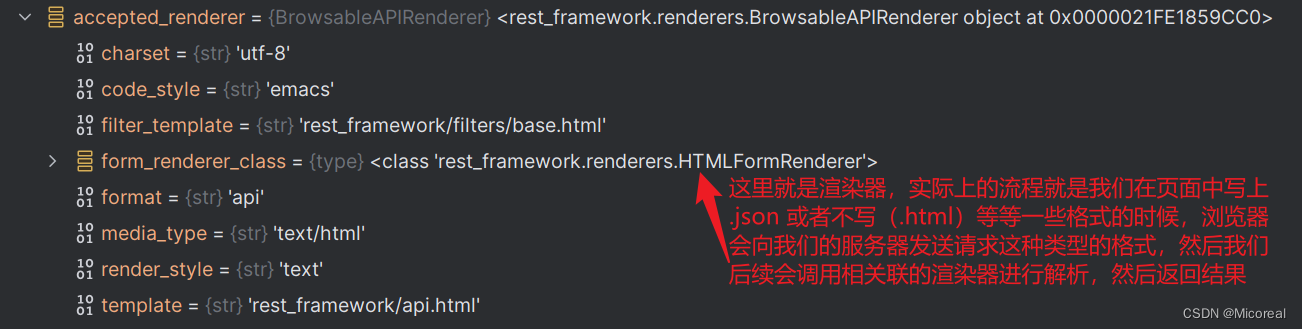 accepted_renderer = {BrowsableAPIRenderer} <rest_framework.renderers.BrowsableAPIRenderer object at 0x0000021FE1859CC0>
charset = {str} 'utf-8'
code_style = {str} 'emacs'
filter_template = {str} 'rest_framework/filters/base.html'
form_renderer_class = {type} <class 'rest_framework.renderers.HTMLFormRenderer'>
format = {str} 'api'
media_type = {str} 'text/html'
render_style = {str} 'text'
template = {str} 'rest_framework/api.html'
这里就是渲染器，实际上的流程就是我们在页面中写上
.json 或者不写（.html）等等一些格式的时候，浏览器
会向我们的服务器发送请求这种类型的格式，然后我们
后续会调用相关联的渲染器进行解析，然后返回结果
CSDN @Micoreal